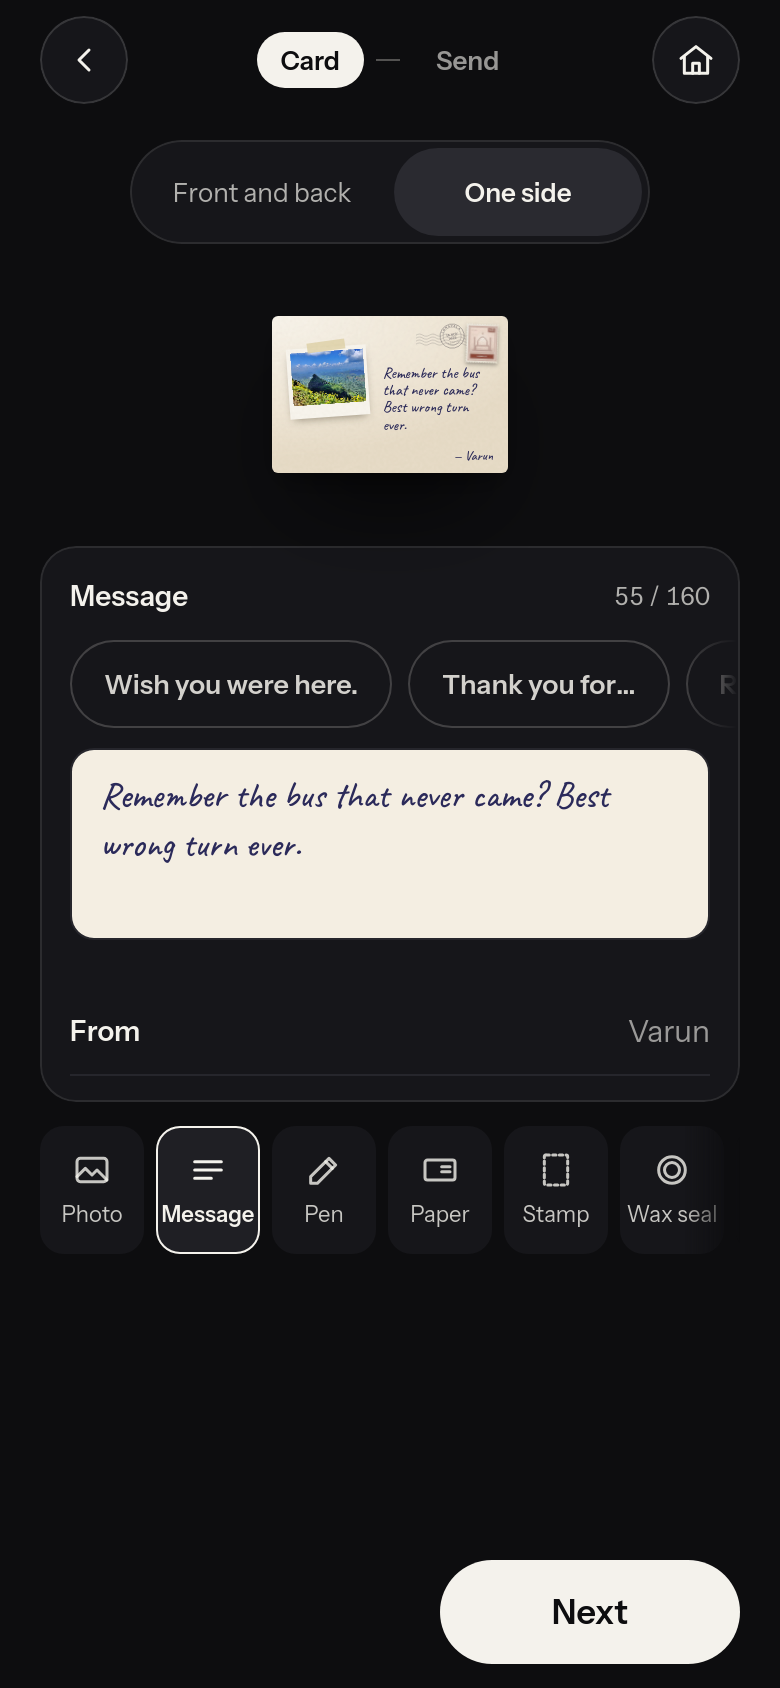 Card
Send
Front and back
One side
Remember the bus
that never came?
Best wrong turn
ever.
— Varun
Message
55 / 160
Wish you were here.
Thank you for...
Remember the bus that never came? Best
wrong turn ever.
From
Varun
Photo
Message
Pen
Paper
Stamp
Wax seal
Next